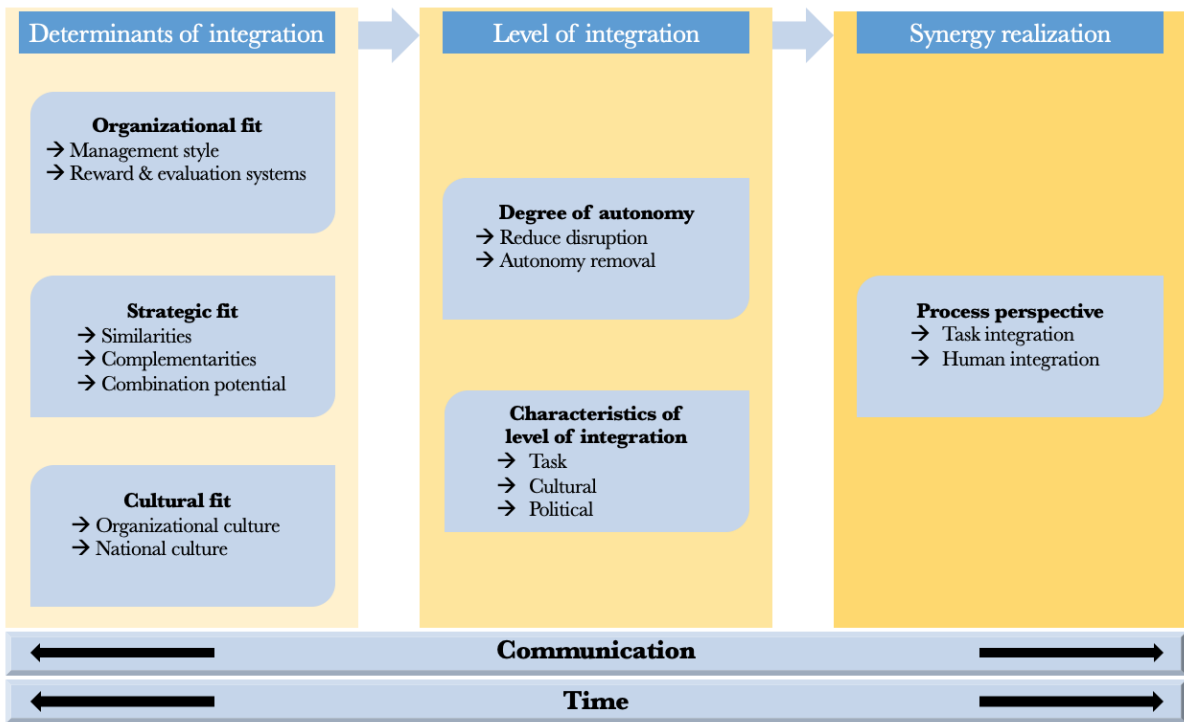 Determinants of integration
Organizational fit
→ Management style
→ Reward & evaluation systems
Strategic fit
→ Similarities
→ Complementarities
→ Combination potential
Cultural fit
→ Organizational culture
→ National culture
Level of integration
Degree of autonomy
→ Reduce disruption
→ Autonomy removal
Characteristics of
level of integration
→ Task
→ Cultural
→ Political
Synergy realization
Process perspective
→ Task integration
→ Human integration
Communication
Time